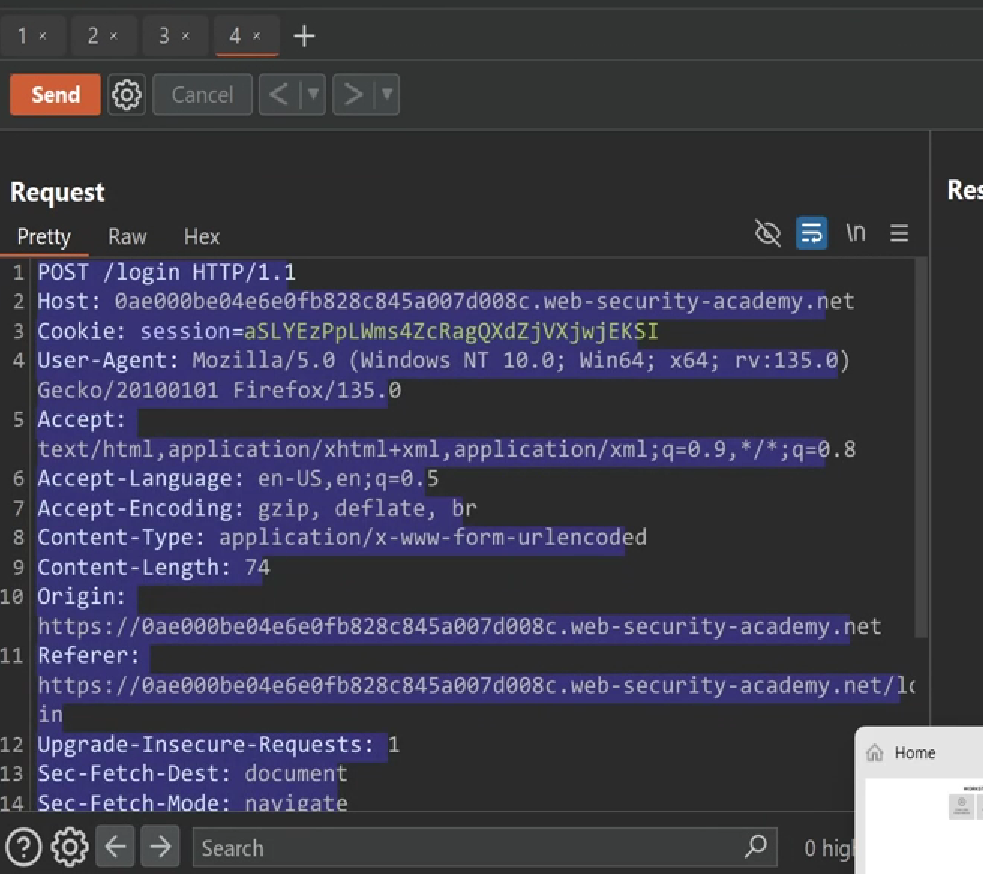 1 × 2 × 3 × 4 × +
Send Cancel < >
Request
Res
Pretty Raw Hex \n
1 POST /login HTTP/1.1
2 Host: 0ae000be04e6e0fb828c845a007d008c.web-security-academy.net
3 Cookie: session=aSLYEzPpLWms4ZcRagQXdZjVXjwjEKSI
4 User-Agent: Mozilla/5.0 (Windows NT 10.0; Win64; x64; rv:135.0)
Gecko/20100101 Firefox/135.0
5 Accept:
text/html,application/xhtml+xml,application/xml;q=0.9,*/*;q=0.8
6 Accept-Language: en-US,en;q=0.5
7 Accept-Encoding: gzip, deflate, br
8 Content-Type: application/x-www-form-urlencoded
9 Content-Length: 74
10 Origin:
https://0ae000be04e6e0fb828c845a007d008c.web-security-academy.net
11 Referer:
https://0ae000be04e6e0fb828c845a007d008c.web-security-academy.net/lo
in
12 Upgrade-Insecure-Requests: 1
13 Sec-Fetch-Dest: document
14 Sec-Fetch-Mode: navigate
Home
Search
0 high